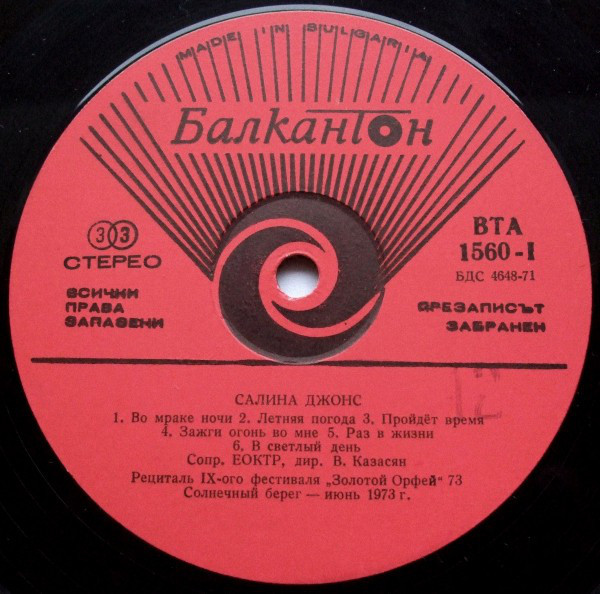 MADE IN BULGARIA
Балкантон
33
СТЕРЕО
ВСИЧКИ
ПРАВА
ЗАПАЗЕНИ
ВТА
1560-I
БДС 4648-71
ПРЕЗАПИСЪТ
ЗАБРАНЕН
САЛИНА ДЖОНС
1. Во мраке ночи 2. Летняя погода 3. Пройдёт время
4. Зажги огонь во мне 5. Раз в жизни
6. В светлый день
Сопр. ЕОКТР, дир. В. Казасян
Рециталь IX-ого фестиваля „Золотой Орфей" 73
Солнечный берег — июнь 1973 г.